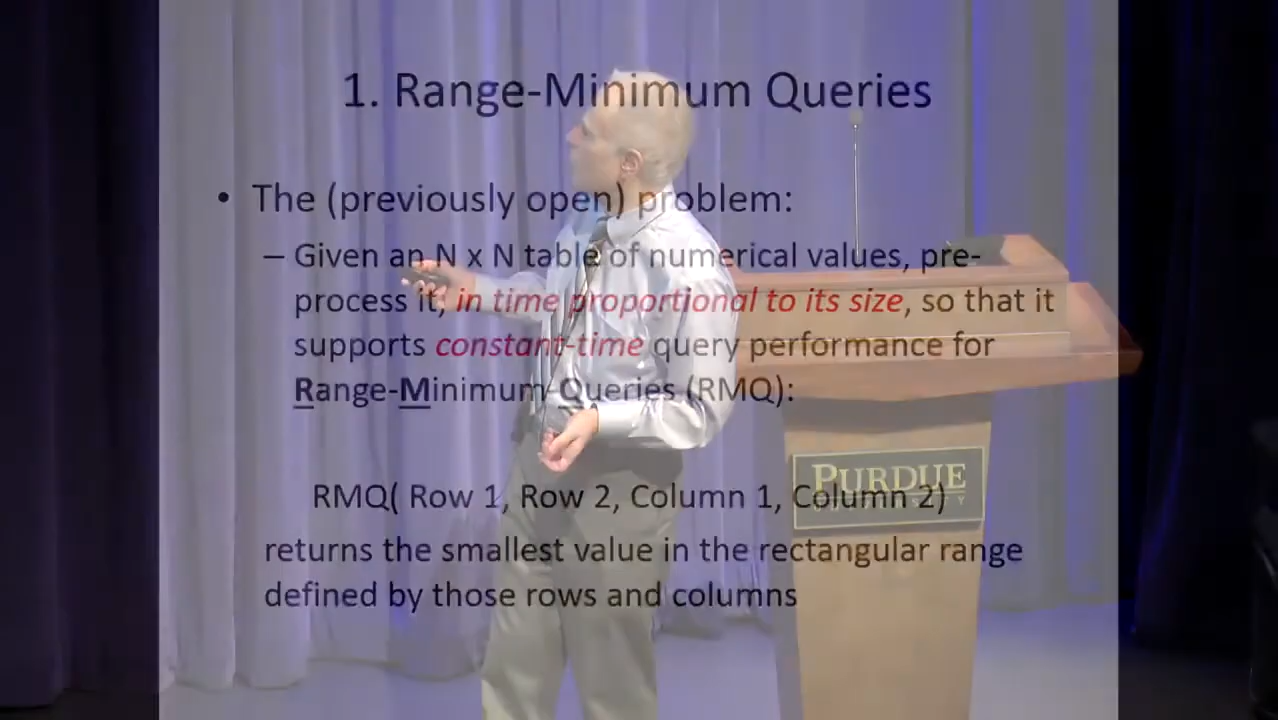 1. Range-Minimum Queries
• The (previously open) problem:
– Given an N x N table of numerical values, pre-
process it, in time proportional to its size, so that it
supports constant-time query performance for
Range-Minimum-Queries (RMQ):
RMQ( Row 1, Row 2, Column 1, Column 2)
returns the smallest value in the rectangular range
defined by those rows and columns
PURDUE
UNIVERSITY